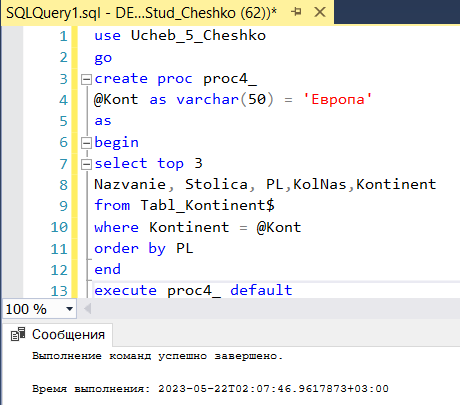 SQLQuery1.sql - DE...Stud_Cheshko (62))*
1 use Ucheb_5_Cheshko
2 go
3 create proc proc4_
4 @Kont as varchar(50) = 'Европа'
5 as
6 begin
7 select top 3
8 Nazvanie, Stolica, PL,KolNas,Kontinent
9 from Tabl_Kontinent$
10 where Kontinent = @Kont
11 order by PL
12 end
13 execute proc4_ default
100 %
Сообщения
Выполнение команд успешно завершено.
Время выполнения: 2023-05-22T02:07:46.9617873+03:00